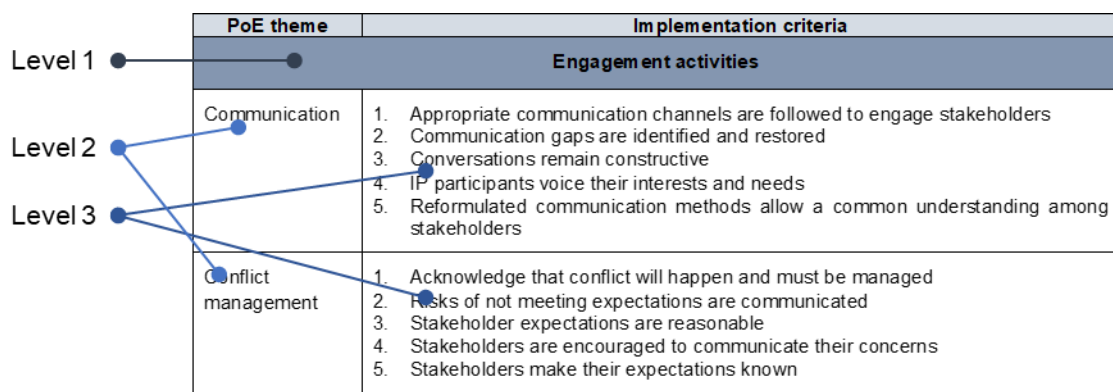 PoE theme Implementation criteria
Level 1
Engagement activities
Level 2
Level 3
Communication
1. Appropriate communication channels are followed to engage stakeholders
2. Communication gaps are identified and restored
3. Conversations remain constructive
4. IP participants voice their interests and needs
5. Reformulated communication methods allow a common understanding among
stakeholders
Conflict
management
1. Acknowledge that conflict will happen and must be managed
2. Risks of not meeting expectations are communicated
3. Stakeholder expectations are reasonable
4. Stakeholders are encouraged to communicate their concerns
5. Stakeholders make their expectations known